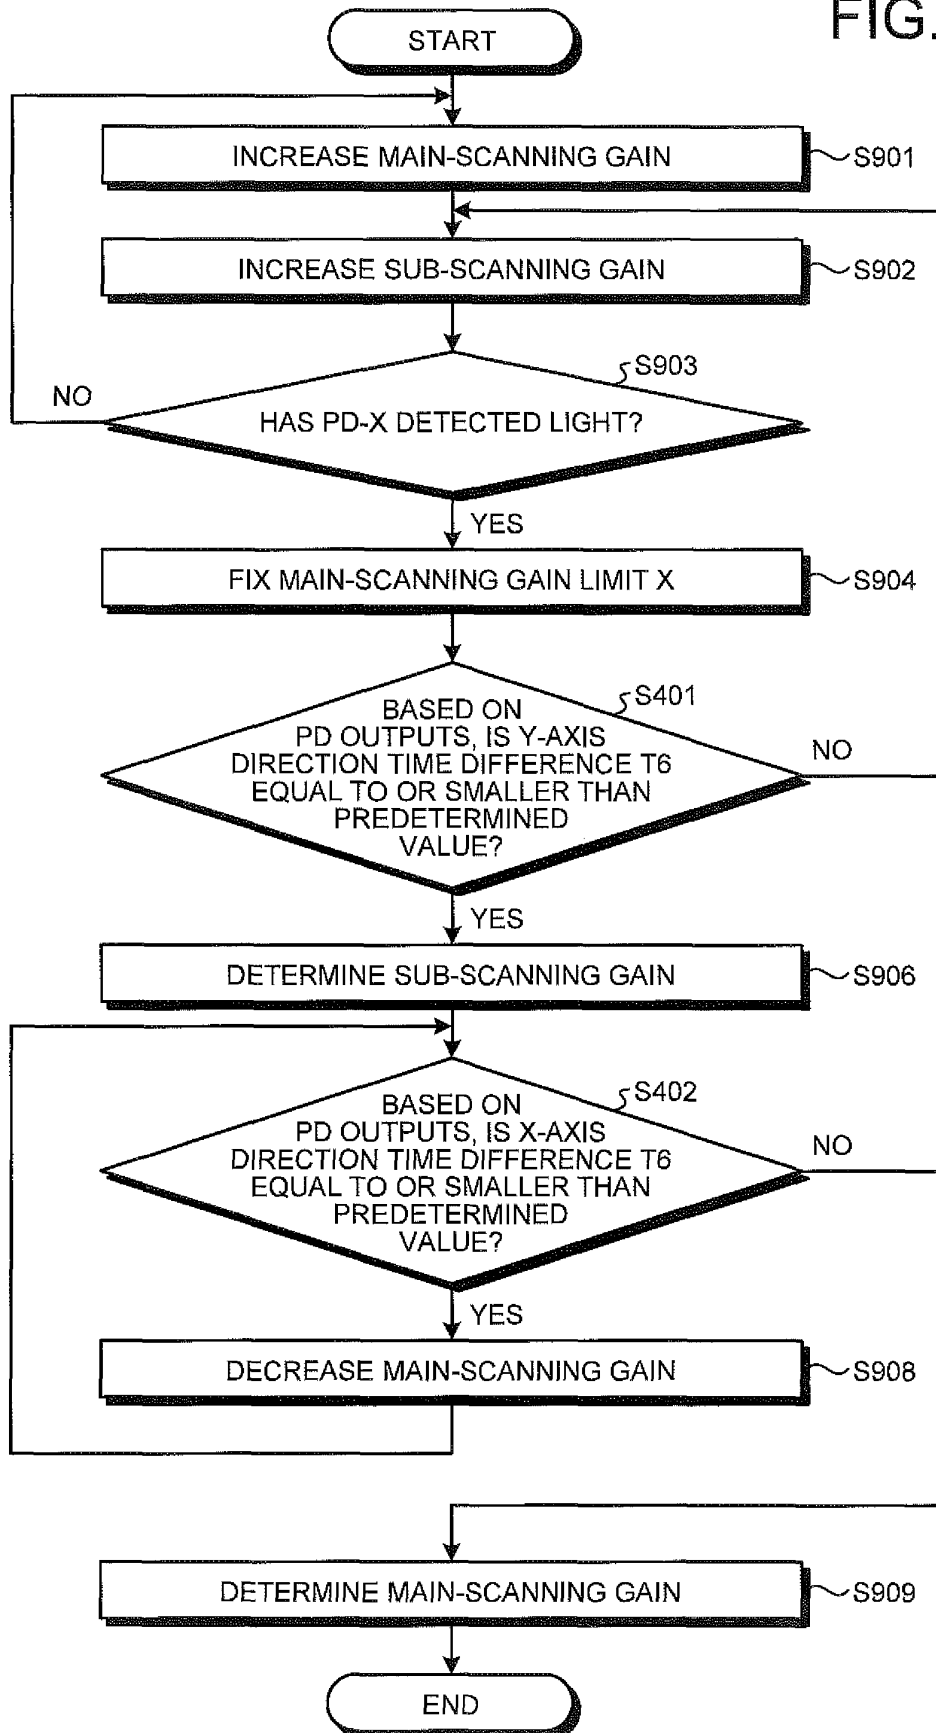 FIG.
START
INCREASE MAIN-SCANNING GAIN
S901
INCREASE SUB-SCANNING GAIN
S902
S903
NO
HAS PD-X DETECTED LIGHT?
YES
FIX MAIN-SCANNING GAIN LIMIT X
S904
S401
BASED ON
PD OUTPUTS, IS Y-AXIS
DIRECTION TIME DIFFERENCE T6
EQUAL TO OR SMALLER THAN
PREDETERMINED
VALUE?
NO
YES
DETERMINE SUB-SCANNING GAIN
S906
S402
BASED ON
PD OUTPUTS, IS X-AXIS
DIRECTION TIME DIFFERENCE T6
EQUAL TO OR SMALLER THAN
PREDETERMINED
VALUE?
NO
YES
DECREASE MAIN-SCANNING GAIN
S908
DETERMINE MAIN-SCANNING GAIN
S909
END